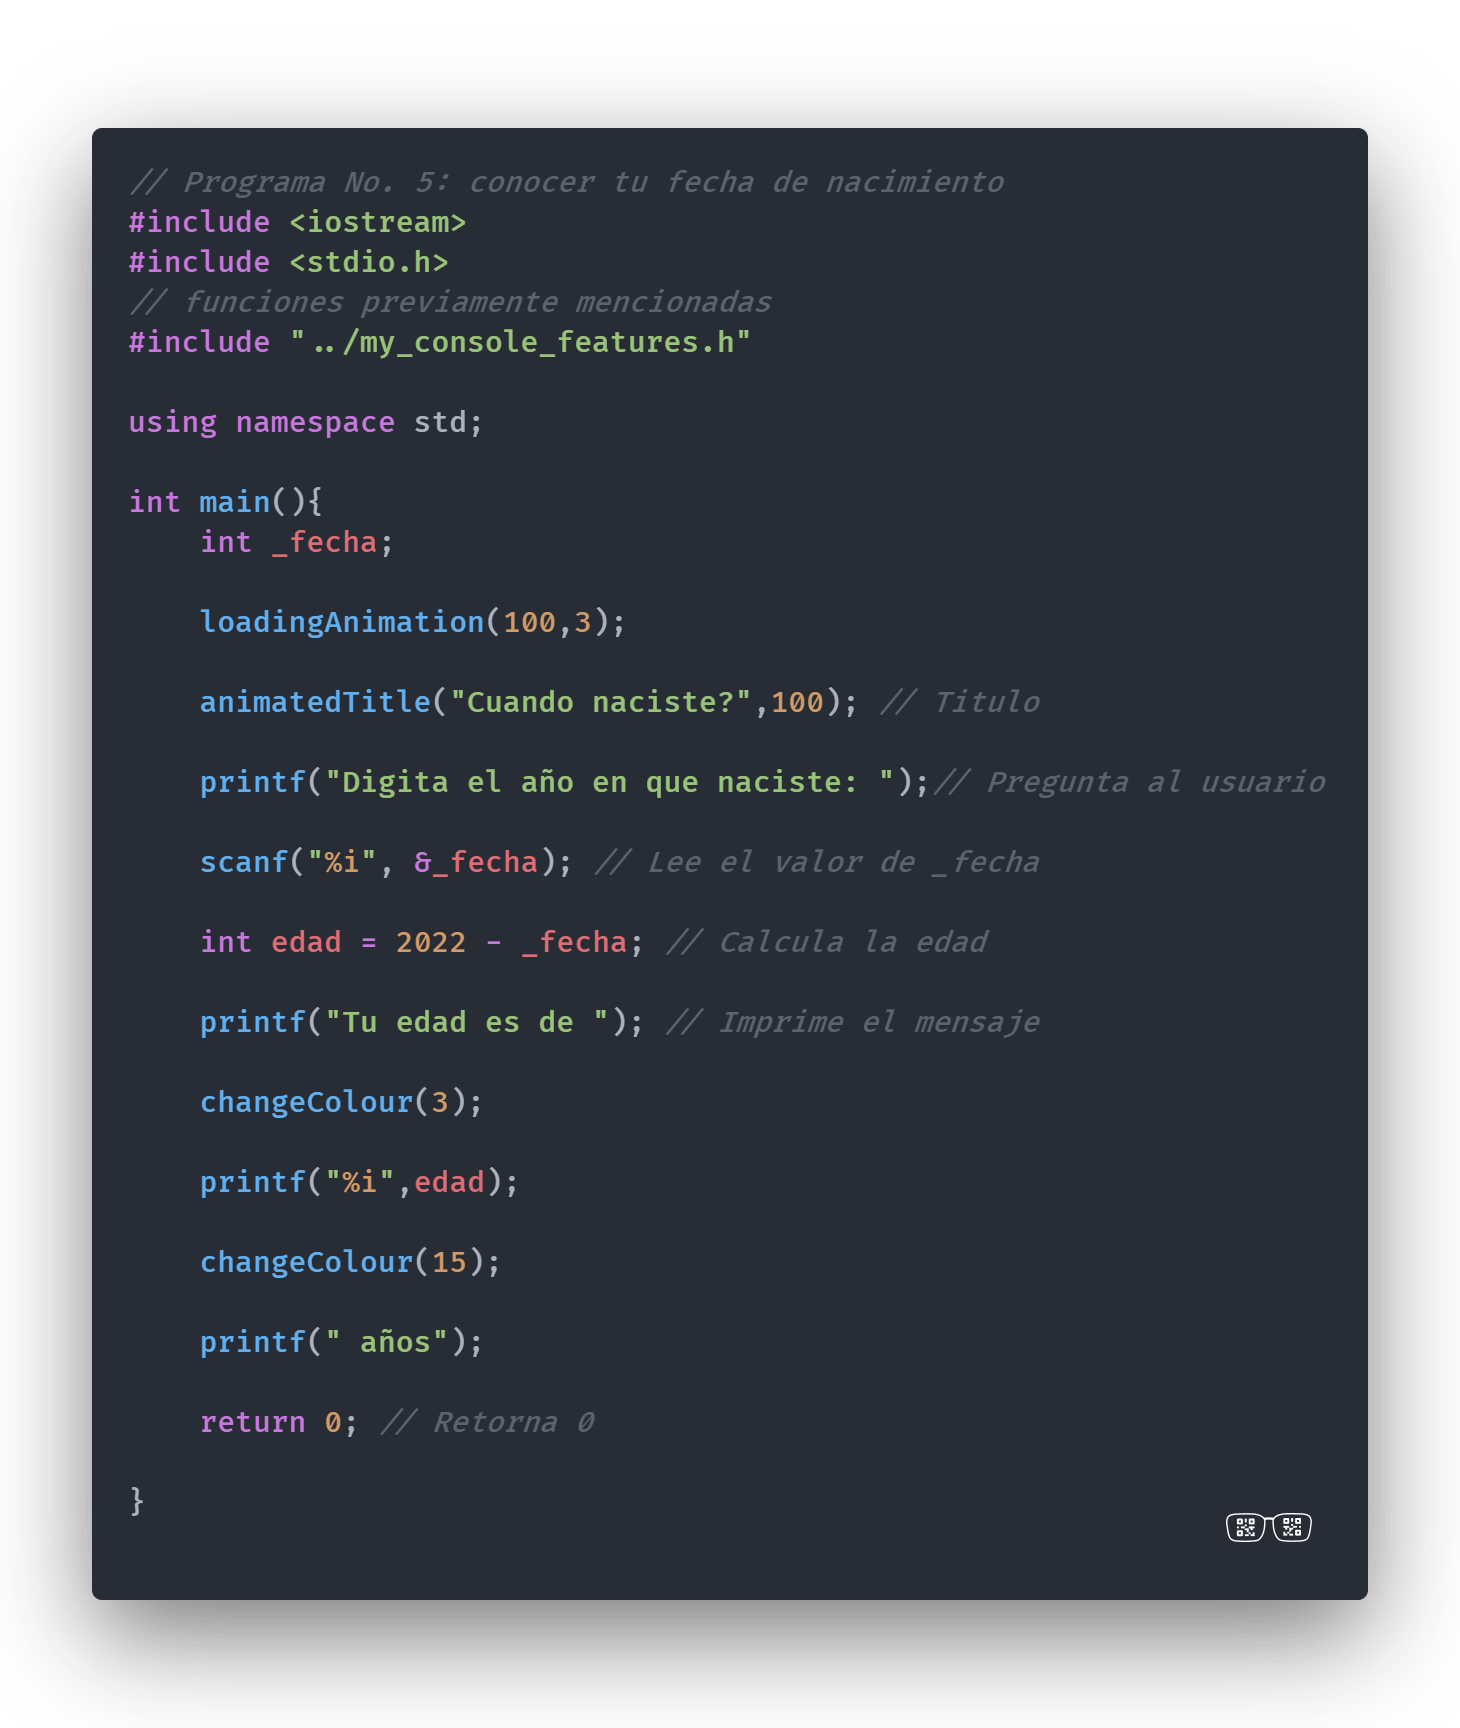 // Programa No. 5: conocer tu fecha de nacimiento
#include <iostream>
#include <stdio.h>
// funciones previamente mencionadas
#include "../my_console_features.h"
using namespace std;
int main(){
int _fecha;
loadingAnimation(100,3);
animatedTitle("Cuando naciste?",100); // Titulo
printf("Digita el año en que naciste: ");// Pregunta al usuario
scanf("%i", &_fecha); // Lee el valor de _fecha
int edad = 2022 - _fecha; // Calcula la edad
printf("Tu edad es de "); // Imprime el mensaje
changeColour(3);
printf("%i",edad);
changeColour(15);
printf(" años");
return 0; // Retorna 0
}